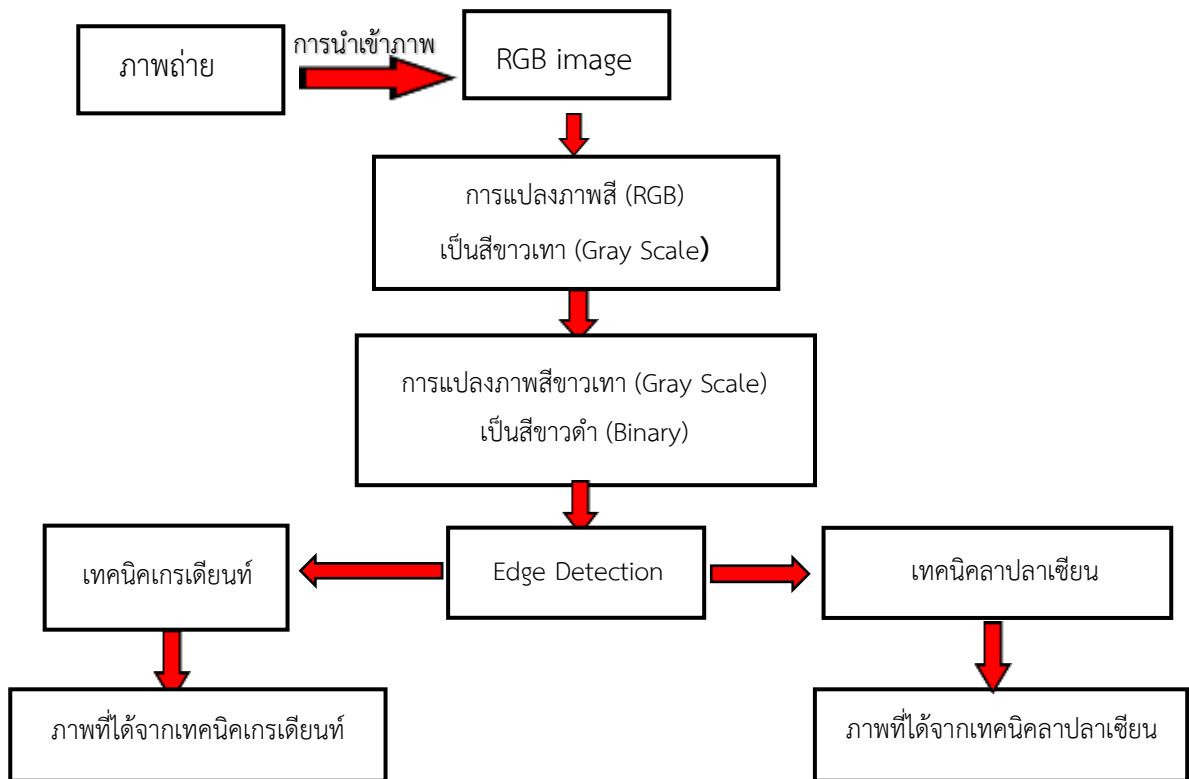 ภาพถ่าย
การนำเข้าภาพ
RGB image
การแปลงภาพสี (RGB)
เป็นสีขาวเทา (Gray Scale)
การแปลงภาพสีขาวเทา (Gray Scale)
เป็นสีขาวดำ (Binary)
เทคนิคเกรเดียนท์
Edge Detection
เทคนิคลาปลาเซียน
ภาพที่ได้จากเทคนิคเกรเดียนท์
ภาพที่ได้จากเทคนิคลาปลาเซียน